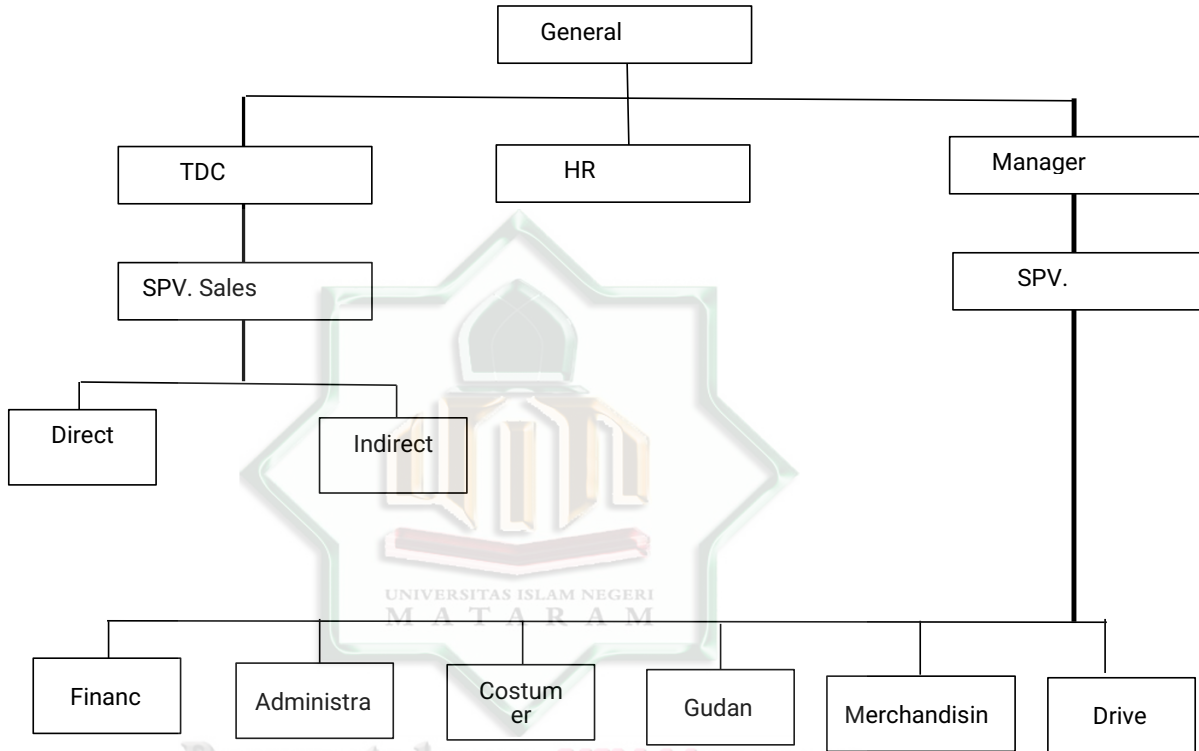 General
TDC
HR
Manager
SPV. Sales
SPV.
Direct
Indirect
UNIVERSITAS ISLAM NEGERI
MATARAM
Financ
Administra
Costum
er
Gudan
Merchandisin
Drive